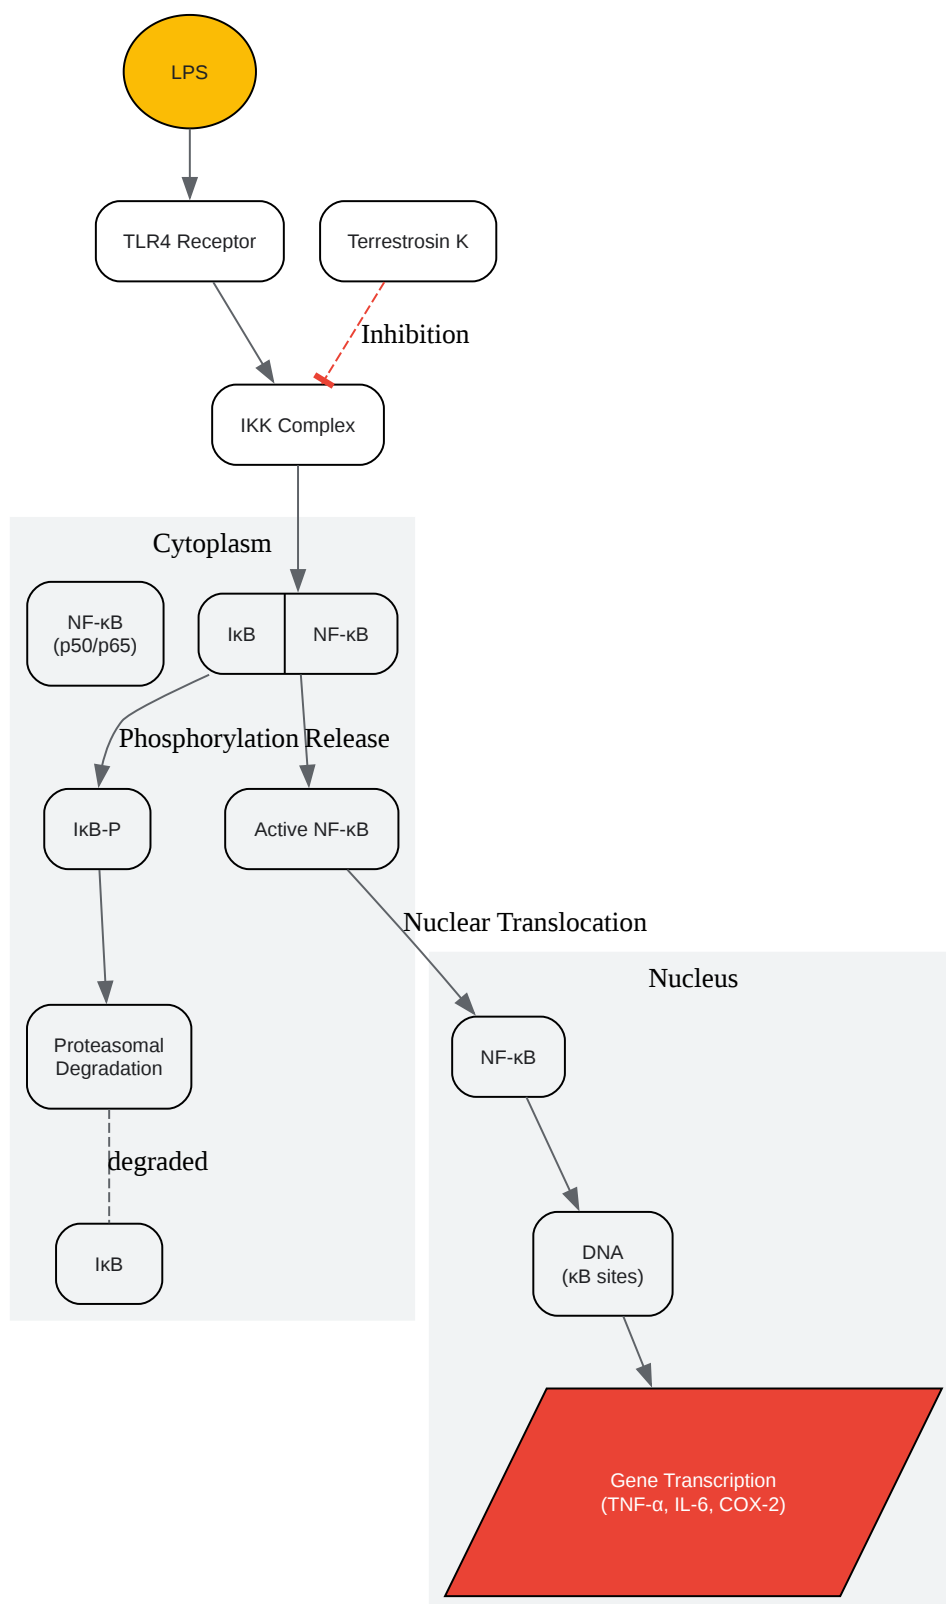 LPS
TLR4 Receptor
Terrestrosin K
Inhibition
IKK Complex
Cytoplasm
NF-κB
(p50/p65)
IκB
NF-κB
Phosphorylation
Release
IκB-P
Active NF-κB
Nuclear Translocation
Nucleus
Proteasomal
Degradation
NF-κB
degraded
IκB
DNA
(κB sites)
Gene Transcription
(TNF-α, IL-6, COX-2)